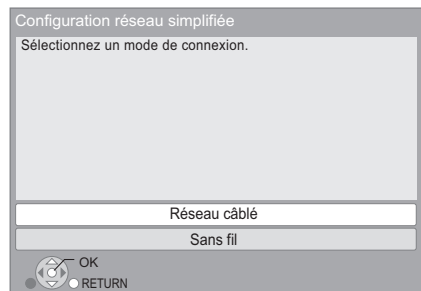 Configuration réseau simplifiée
Sélectionnez un mode de connexion.
Réseau câblé
Sans fil
OK
RETURN